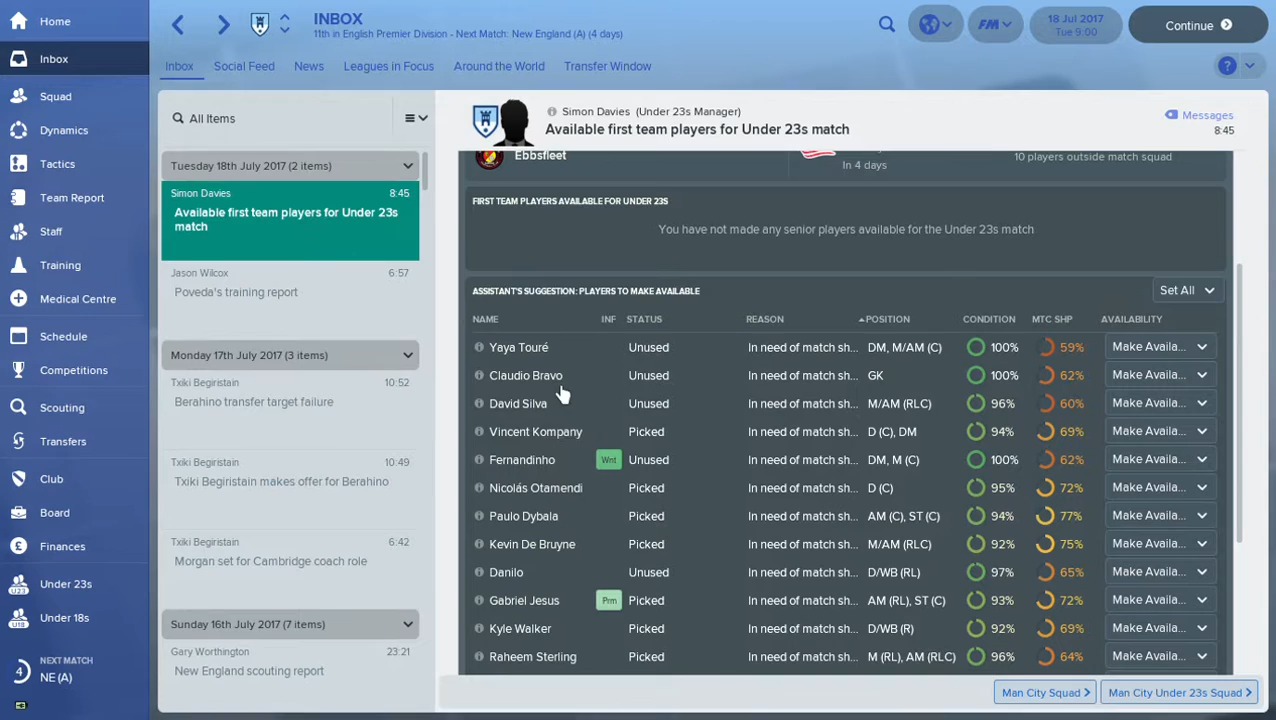 Home
Inbox
Squad
Dynamics
Tactics
Team Report
Staff
Training
Medical Centre
Schedule
Competitions
Scouting
Transfers
Club
Board
Finances
U23 Under 23s
U18 Under 18s
4 NEXT MATCH
NE (A)
INBOX
11th in English Premier Division - Next Match: New England (A) (4 days)
FM
18 Jul 2017
Tue 9:00
Continue
Inbox Social Feed News Leagues in Focus Around the World Transfer Window
?
All Items
Tuesday 18th July 2017 (2 items)
Simon Davies 8:45
Available first team players for Under 23s
match
Jason Wilcox 6:57
Poveda's training report
Monday 17th July 2017 (3 items)
Txiki Begiristain 10:52
Berahino transfer target failure
Txiki Begiristain 10:49
Txiki Begiristain makes offer for Berahino
Txiki Begiristain 6:42
Morgan set for Cambridge coach role
Sunday 16th July 2017 (7 items)
Gary Worthington 23:21
New England scouting report
Simon Davies (Under 23s Manager)
Available first team players for Under 23s match
Messages
8:45
Ebbsfleet
In 4 days
10 players outside match squad
FIRST TEAM PLAYERS AVAILABLE FOR UNDER 23S
You have not made any senior players available for the Under 23s match
ASSISTANT'S SUGGESTION: PLAYERS TO MAKE AVAILABLE
Set All
NAME INF STATUS REASON POSITION CONDITION MTC SHP AVAILABILITY
Yaya Touré Unused In need of match sh... DM, M/AM (C) 100% 59% Make Availa...
Claudio Bravo Unused In need of match sh... GK 100% 62% Make Availa...
David Silva Unused In need of match sh... M/AM (RLC) 96% 60% Make Availa...
Vincent Kompany Picked In need of match sh... D (C), DM 94% 69% Make Availa...
Fernandinho Wnt Unused In need of match sh... DM, M (C) 100% 62% Make Availa...
Nicolás Otamendi Picked In need of match sh... D (C) 95% 72% Make Availa...
Paulo Dybala Picked In need of match sh... AM (C), ST (C) 94% 77% Make Availa...
Kevin De Bruyne Picked In need of match sh... M/AM (RLC) 92% 75% Make Availa...
Danilo Unused In need of match sh... D/WB (RL) 97% 65% Make Availa...
Gabriel Jesus Prm Picked In need of match sh... AM (RL), ST (C) 93% 72% Make Availa...
Kyle Walker Picked In need of match sh... D/WB (R) 92% 69% Make Availa...
Raheem Sterling Picked In need of match sh... M (RL), AM (RLC) 96% 64% Make Availa...
Man City Squad
Man City Under 23s Squad